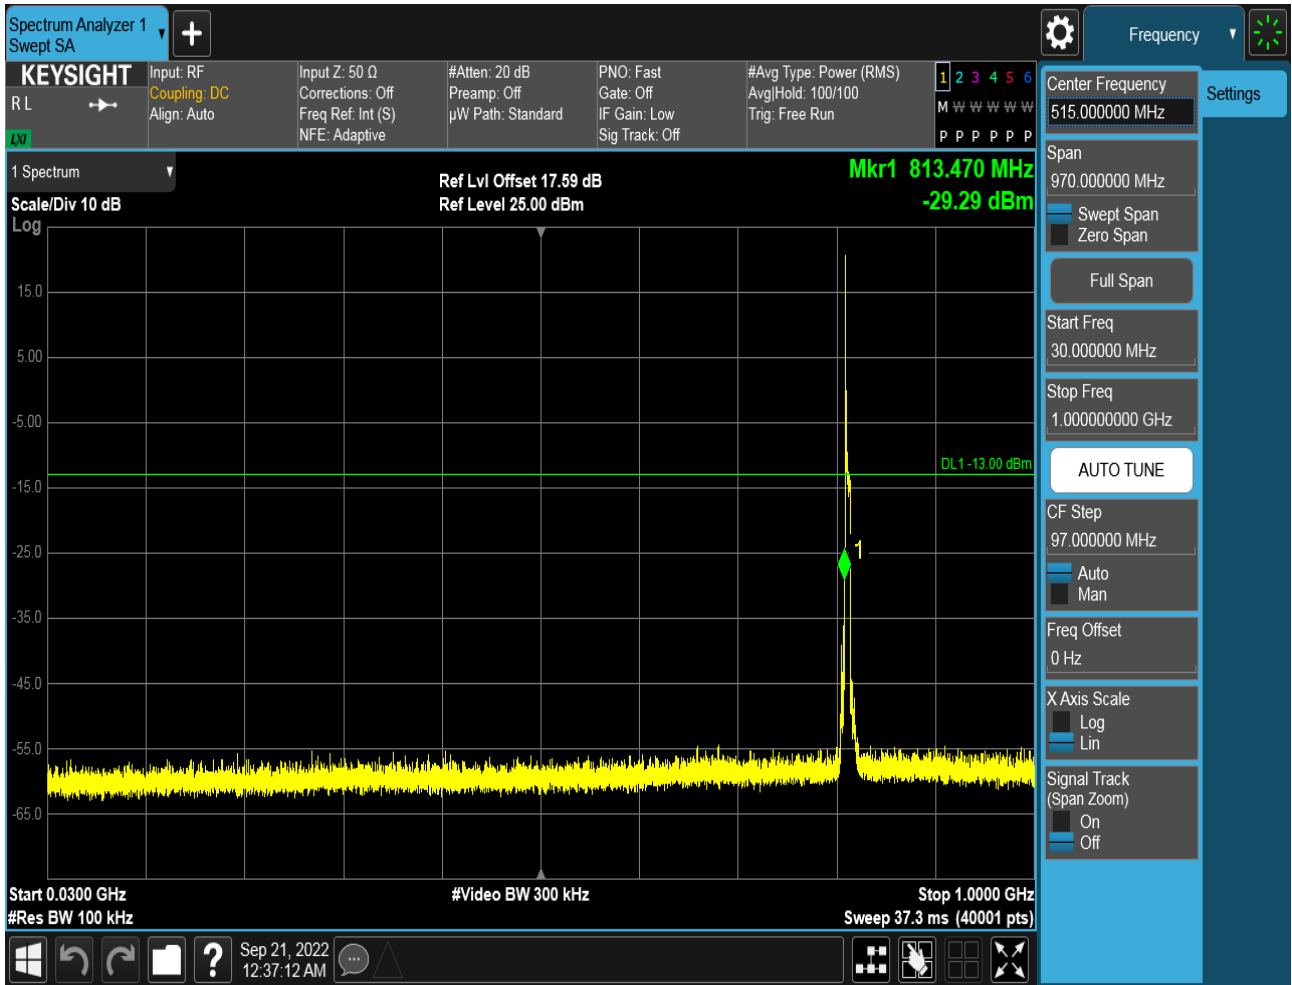 Spectrum Analyzer 1
Swept SA
Frequency
KEYSIGHT
R L
LXI
Input: RF
Coupling: DC
Align: Auto
Input Z: 50 Ω
Corrections: Off
Freq Ref: Int (S)
NFE: Adaptive
#Atten: 20 dB
Preamp: Off
µW Path: Standard
PNO: Fast
Gate: Off
IF Gain: Low
Sig Track: Off
#Avg Type: Power (RMS)
Avg|Hold: 100/100
Trig: Free Run
1 2 3 4 5 6
M W W W W W
P P P P P P
1 Spectrum
Scale/Div 10 dB
Log
Ref Lvl Offset 17.59 dB
Ref Level 25.00 dBm
Mkr1 813.470 MHz
-29.29 dBm
15.0
5.00
-5.00
-15.0
-25.0
-35.0
-45.0
-55.0
-65.0
DL1 -13.00 dBm
1
Start 0.0300 GHz
#Res BW 100 kHz
#Video BW 300 kHz
Stop 1.0000 GHz
Sweep 37.3 ms (40001 pts)
Center Frequency
515.000000 MHz
Settings
Span
970.000000 MHz
Swept Span
Zero Span
Full Span
Start Freq
30.000000 MHz
Stop Freq
1.000000000 GHz
AUTO TUNE
CF Step
97.000000 MHz
Auto
Man
Freq Offset
0 Hz
X Axis Scale
Log
Lin
Signal Track
(Span Zoom)
On
Off
?
Sep 21, 2022
12:37:12 AM